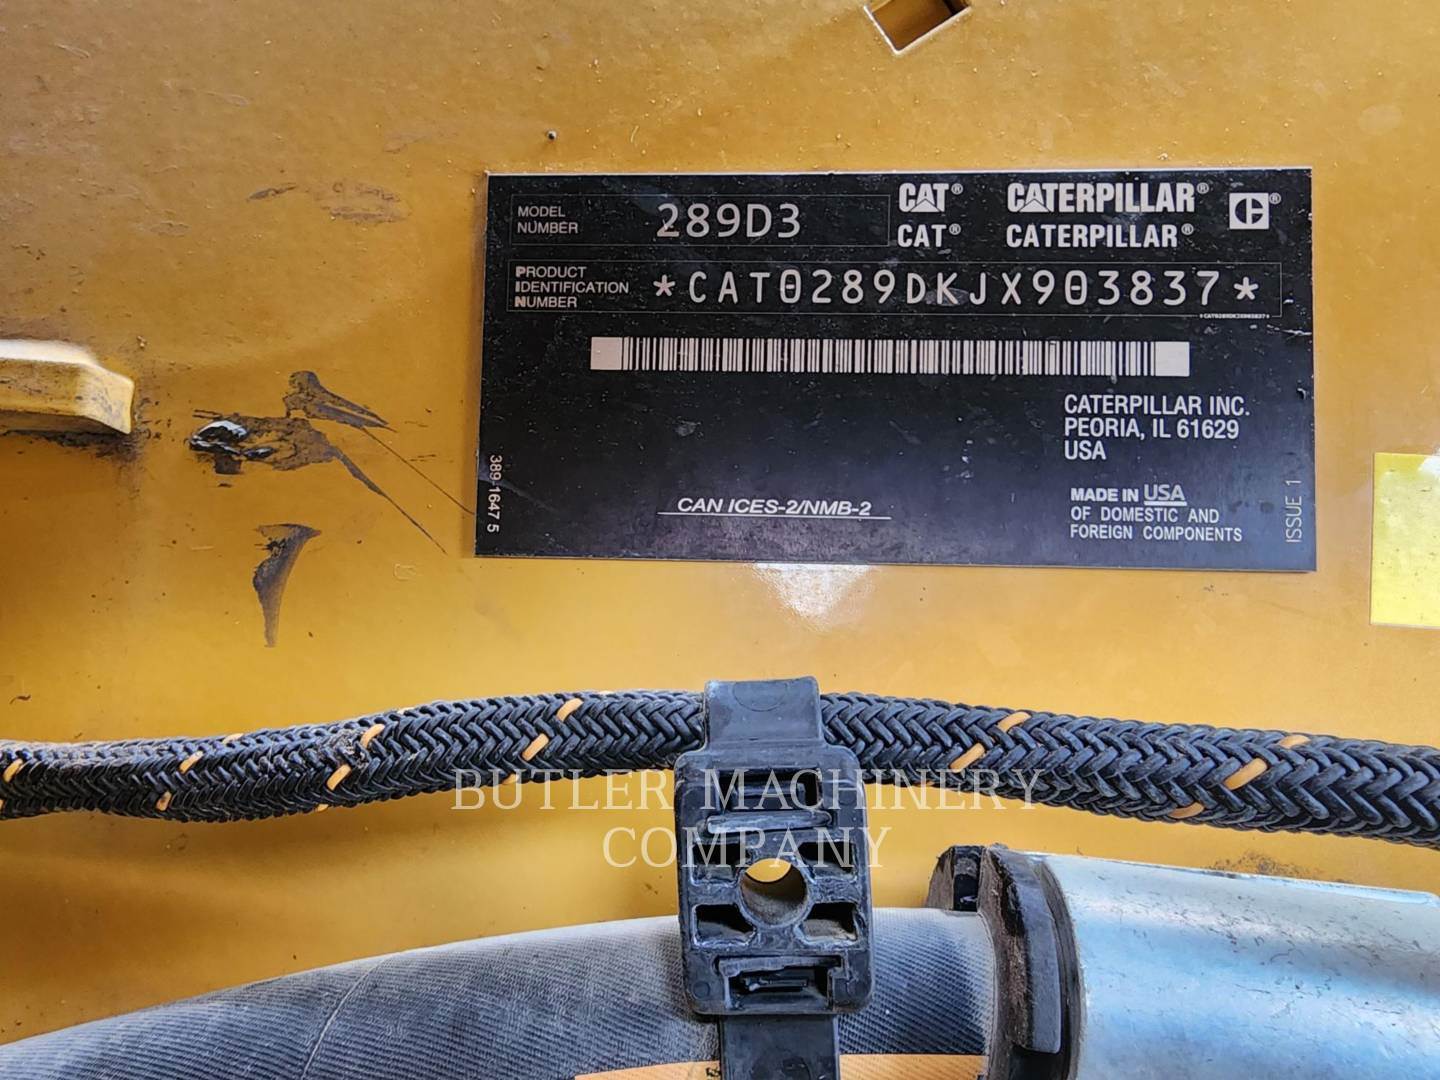 MODEL NUMBER 289D3
CAT® CATERPILLAR®
CAT® CATERPILLAR®
PRODUCT
IDENTIFICATION
NUMBER
*CAT0289DKJX903837*
*CAT0289DKJX903837*
CATERPILLAR INC.
PEORIA, IL 61629
USA
389-1647 5
CAN ICES-2/NMB-2
MADE IN USA
OF DOMESTIC AND
FOREIGN COMPONENTS
ISSUE 1
BUTLER MACHINERY
COMPANY